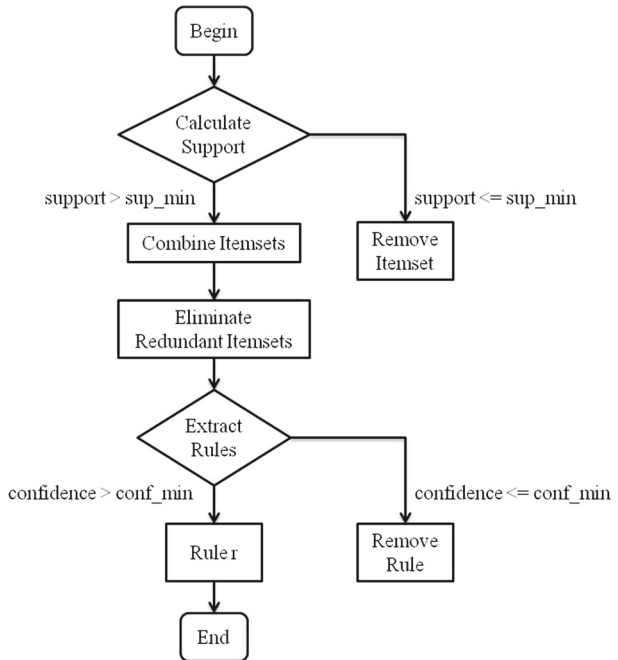 Begin
Calculate
Support
support > sup_min
support <= sup_min
Combine Itemsets
Remove
Itemset
Eliminate
Redundant Itemsets
Extract
Rules
confidence > conf_min
confidence <= conf_min
Rule r
Remove
Rule
End